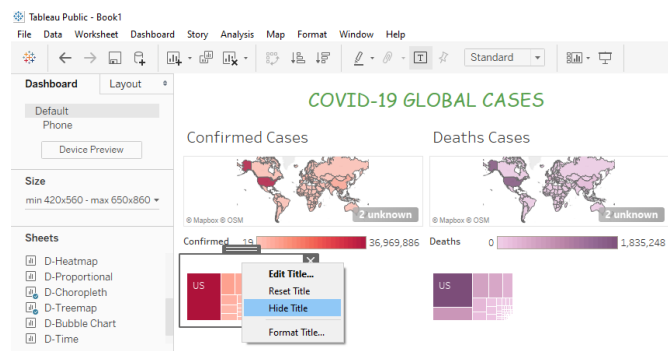 Tableau Public - Book1
File Data Worksheet Dashboard Story Analysis Map Format Window Help
Standard
Dashboard Layout
Default
Phone
Device Preview
Size
min 420x560 - max 650x860
Sheets
D-Heatmap
D-Proportional
D-Choropleth
D-Treemap
D-Bubble Chart
D-Time
COVID-19 GLOBAL CASES
Confirmed Cases
Deaths Cases
© Mapbox © OSM
2 unknown
© Mapbox © OSM
2 unknown
Confirmed 19 36,969,886
Deaths 0 1,835,248
US
Edit Title...
Reset Title
Hide Title
Format Title...
US